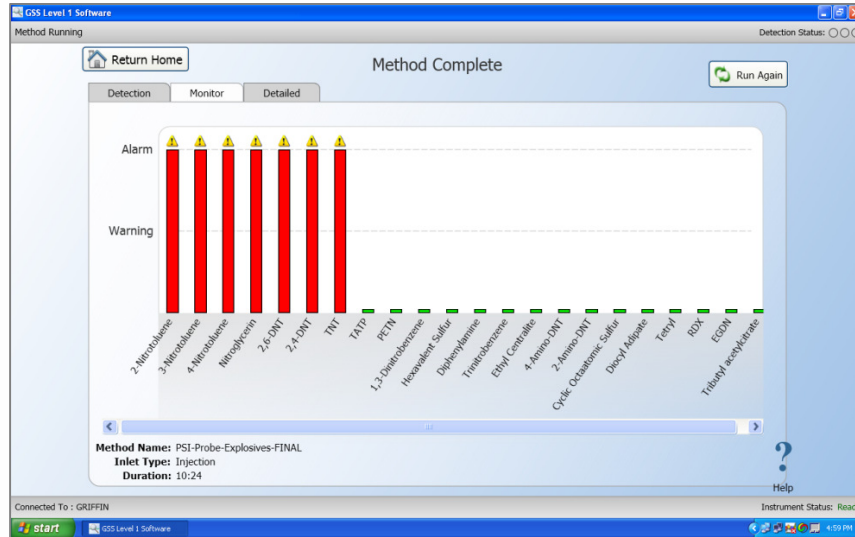 GSS Level 1 Software
Method Running
Detection Status:
Return Home
Method Complete
Run Again
Detection
Monitor
Detailed
Alarm
Warning
2-Nitrotoluene
3-Nitrotoluene
4-Nitrotoluene
Nitroglycerin
2,6-DNT
2,4-DNT
TNT
TATP
PETN
1,3-Dinitrobenzene
Hexavalent Sulfur
Diphenylamine
Trinitrobenzene
Ethyl Centralite
4-Amino-DNT
2-Amino-DNT
Cyclic Octaatomic Sulfur
Diocyl Adipate
Tetryl
RDX
EGDN
Tributyl acetylcitrate
Method Name: PSI-Probe-Explosives-FINAL
Inlet Type: Injection
Duration: 10:24
?
Help
Connected To : GRIFFIN
Instrument Status: Read
start
GSS Level 1 Software
4:59 PM